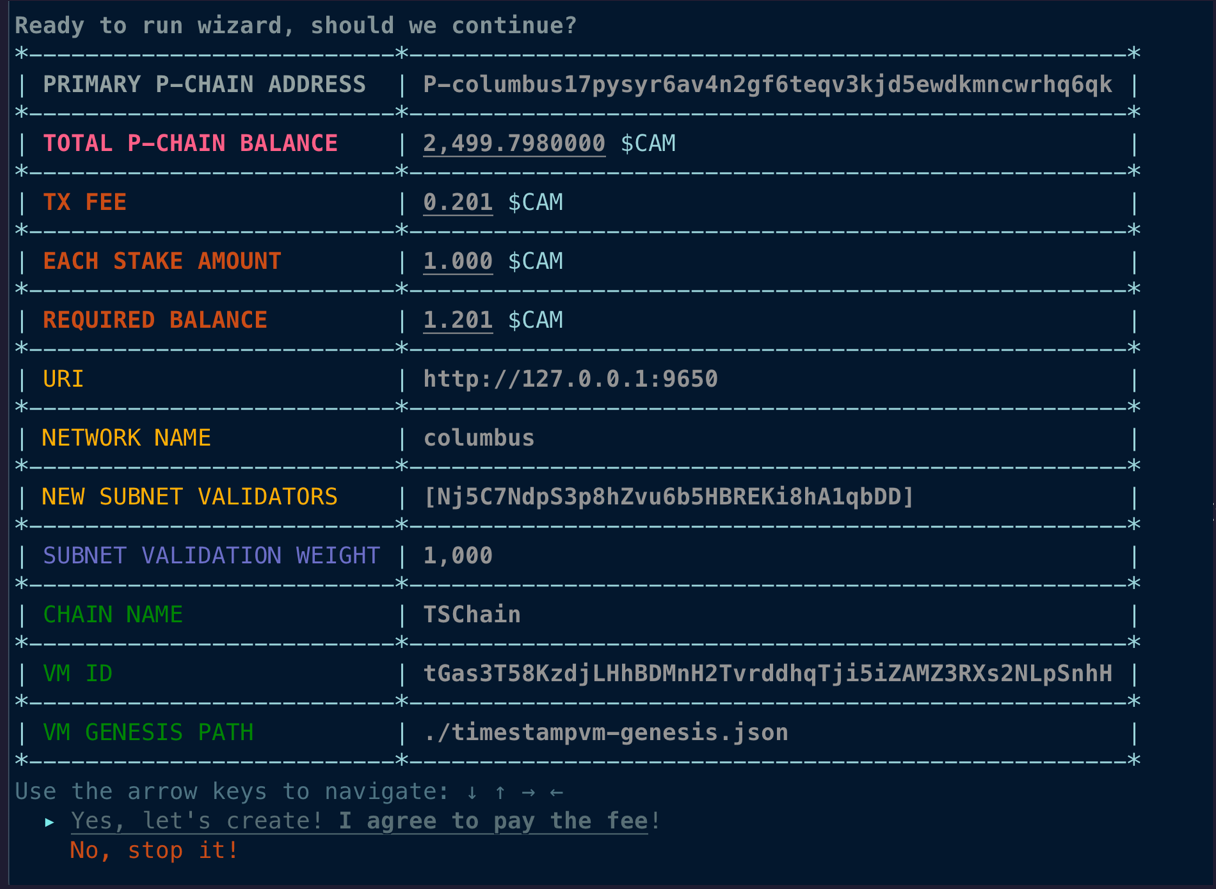 Ready to run wizard, should we continue?
*--------------------------*---------------------------------------------------*
| PRIMARY P-CHAIN ADDRESS  | P-columbus17pysyr6av4n2gf6teqv3kjd5ewdkmncwrhq6qk |
*--------------------------*---------------------------------------------------*
| TOTAL P-CHAIN BALANCE    | 2,499.7980000 $CAM                                |
*--------------------------*---------------------------------------------------*
| TX FEE                   | 0.201 $CAM                                        |
*--------------------------*---------------------------------------------------*
| EACH STAKE AMOUNT        | 1.000 $CAM                                        |
*--------------------------*---------------------------------------------------*
| REQUIRED BALANCE         | 1.201 $CAM                                        |
*--------------------------*---------------------------------------------------*
| URI                      | http://127.0.0.1:9650                             |
*--------------------------*---------------------------------------------------*
| NETWORK NAME             | columbus                                          |
*--------------------------*---------------------------------------------------*
| NEW SUBNET VALIDATORS    | [Nj5C7NdpS3p8hZvu6b5HBREKi8hA1qbDD]               |
*--------------------------*---------------------------------------------------*
| SUBNET VALIDATION WEIGHT | 1,000                                             |
*--------------------------*---------------------------------------------------*
| CHAIN NAME               | TSChain                                           |
*--------------------------*---------------------------------------------------*
| VM ID                    | tGas3T58KzdjLHhBDMnH2TvrddhqTji5iZAMZ3RXs2NLpSnhH |
*--------------------------*---------------------------------------------------*
| VM GENESIS PATH          | ./timestampvm-genesis.json                        |
*--------------------------*---------------------------------------------------*
Use the arrow keys to navigate: ↓ ↑ → ←
▸ Yes, let's create! I agree to pay the fee!
No, stop it!